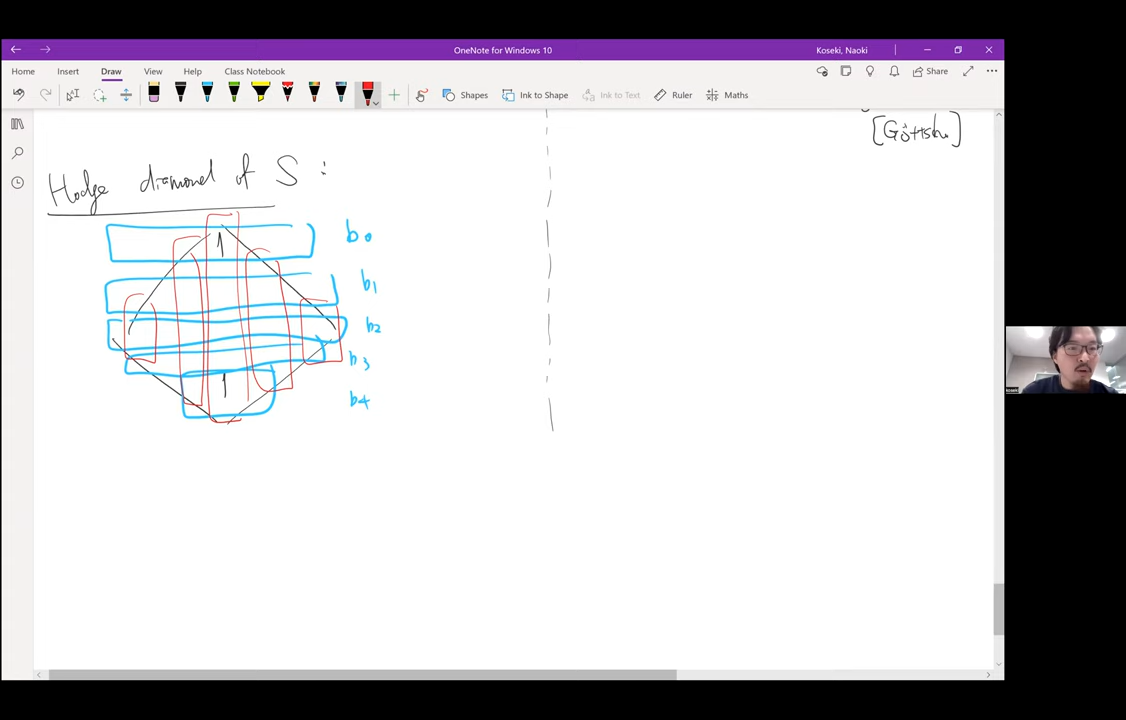 OneNote for Windows 10
Koseki, Naoki
Home Insert Draw View Help Class Notebook
Share
Shapes Ink to Shape Ink to Text Ruler Maths
Hodge diamond of S :
1
b0
b1
b2
b3
1
b4